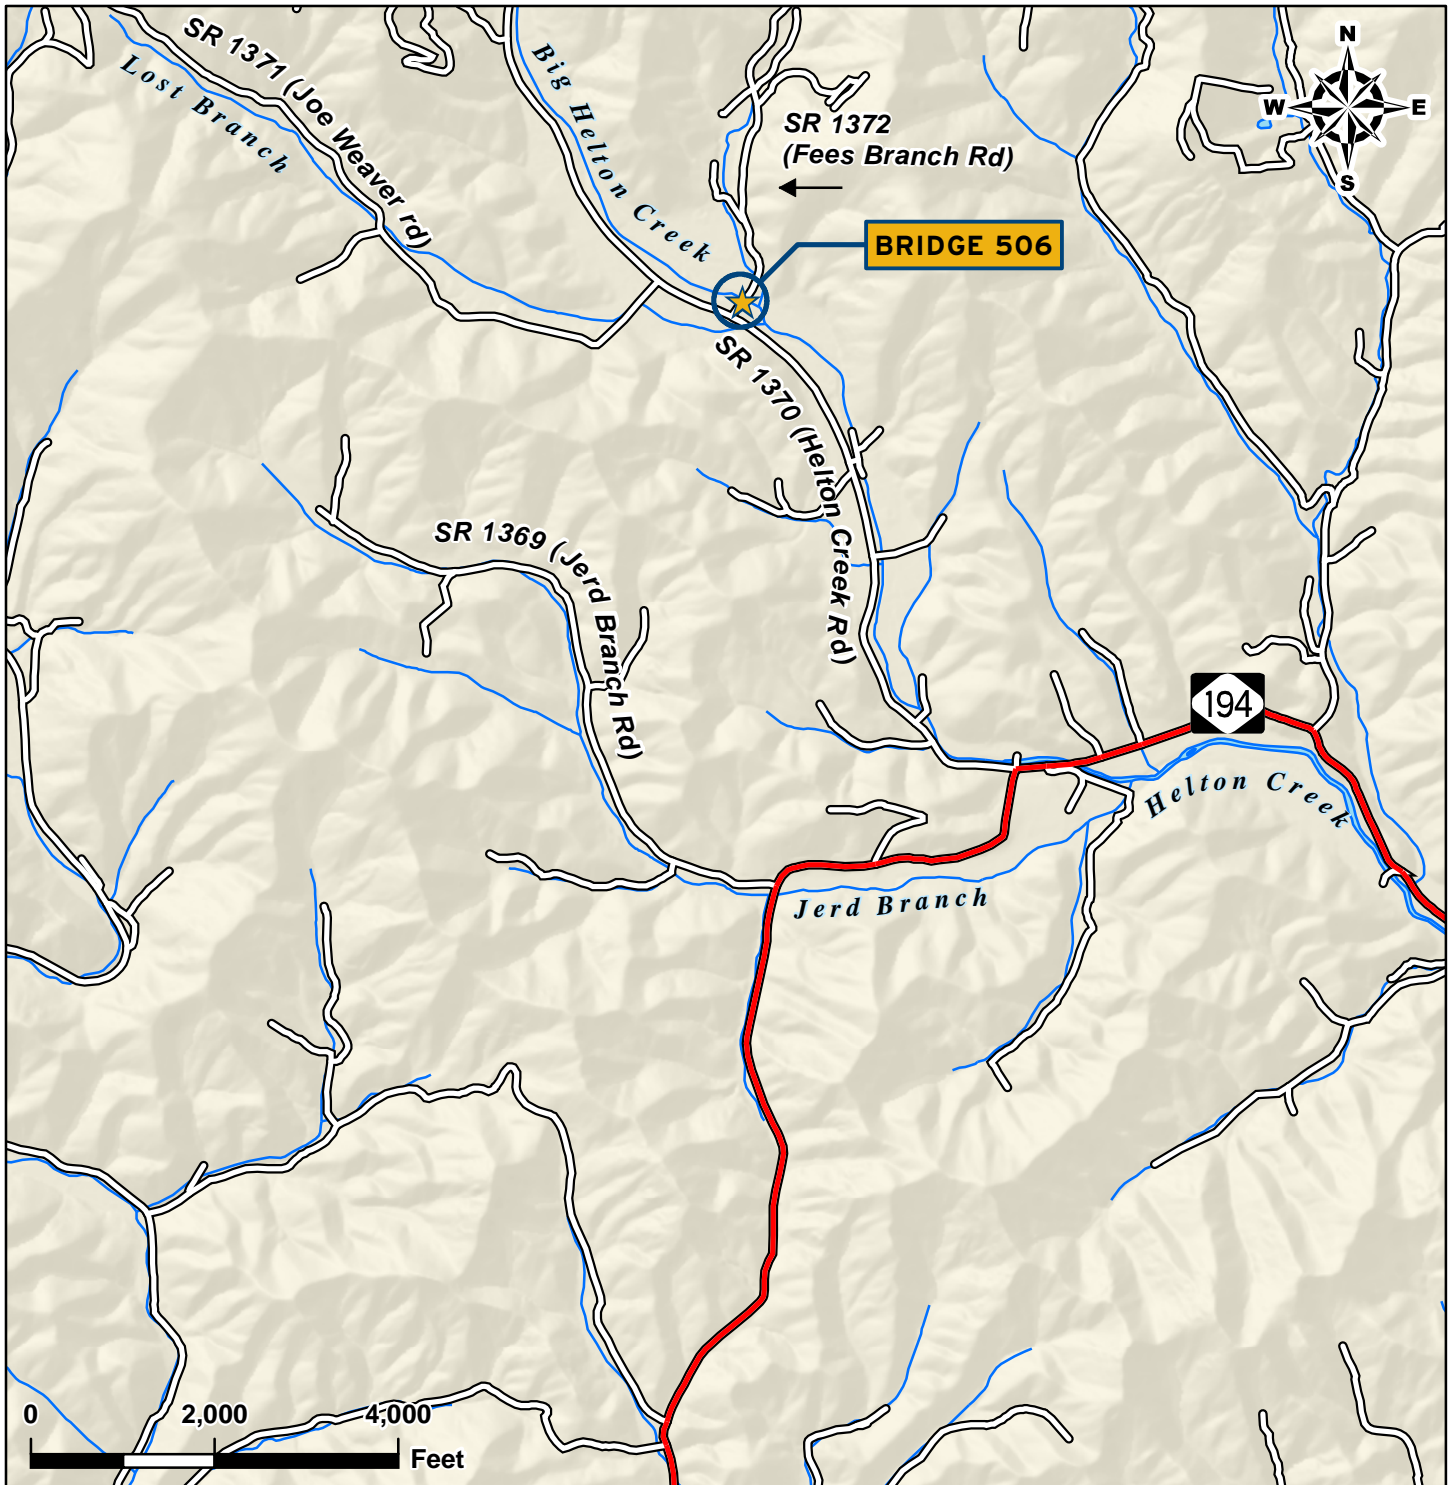 SR 1371 (Joe Weaver rd)
Lost Branch
Big Helton Creek
SR 1372
(Fees Branch Rd)
N
W
E
S
BRIDGE 506
SR 1370 (Helton Creek Rd)
SR 1369 (Jerd Branch Rd)
194
Helton Creek
Jerd Branch
0
2,000
4,000
Feet